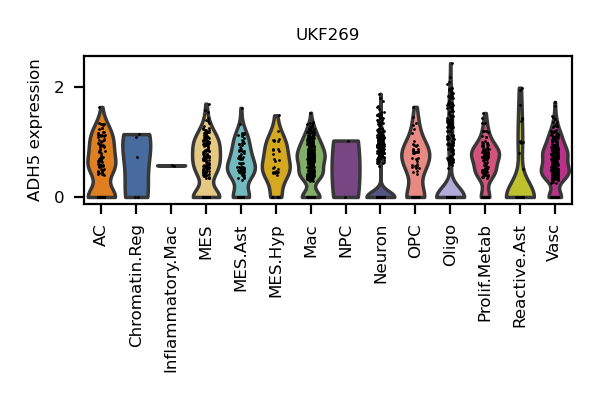 UKF269
ADH5 expression
2
0
AC
Chromatin.Reg
Inflammatory.Mac
MES
MES.Ast
MES.Hyp
Mac
NPC
Neuron
OPC
Oligo
Prolif.Metab
Reactive.Ast
Vasc